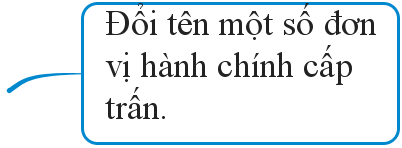 Đổi tên một số đơn
vị hành chính cấp
trấn.